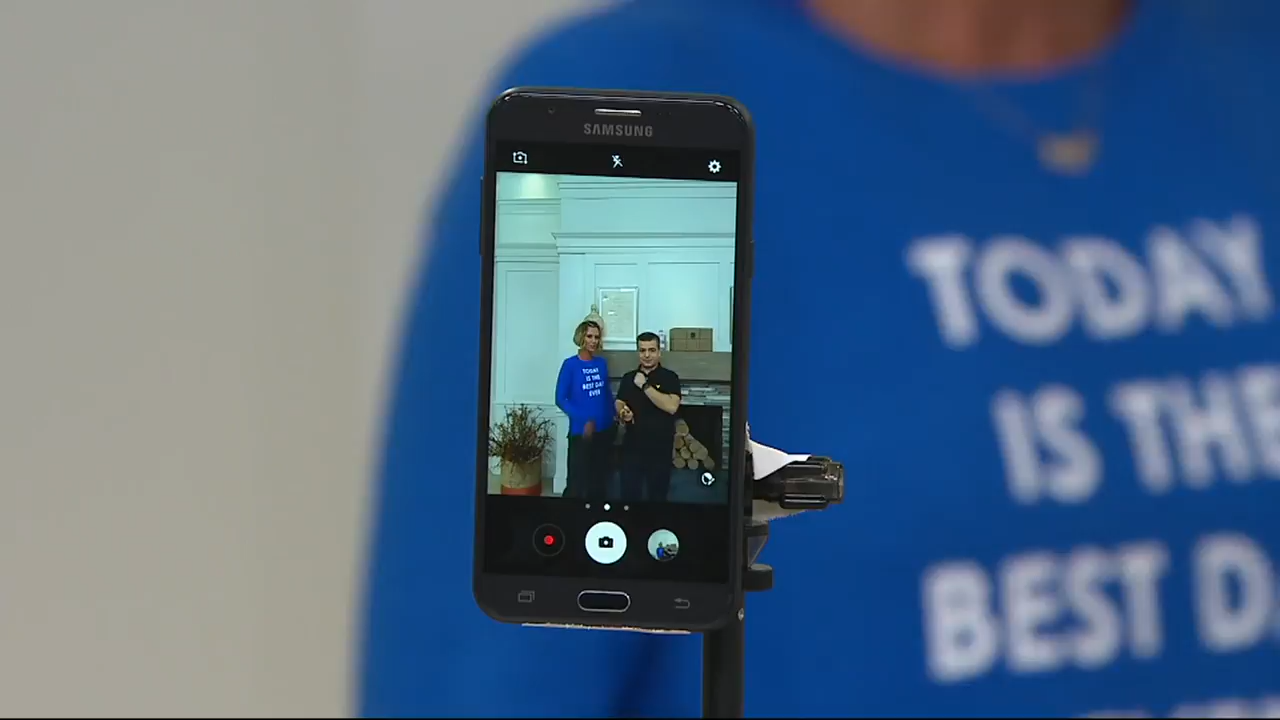 SAMSUNG
TODAY
IS THE
BEST DAY
EVER
TODAY
IS THE
BEST D